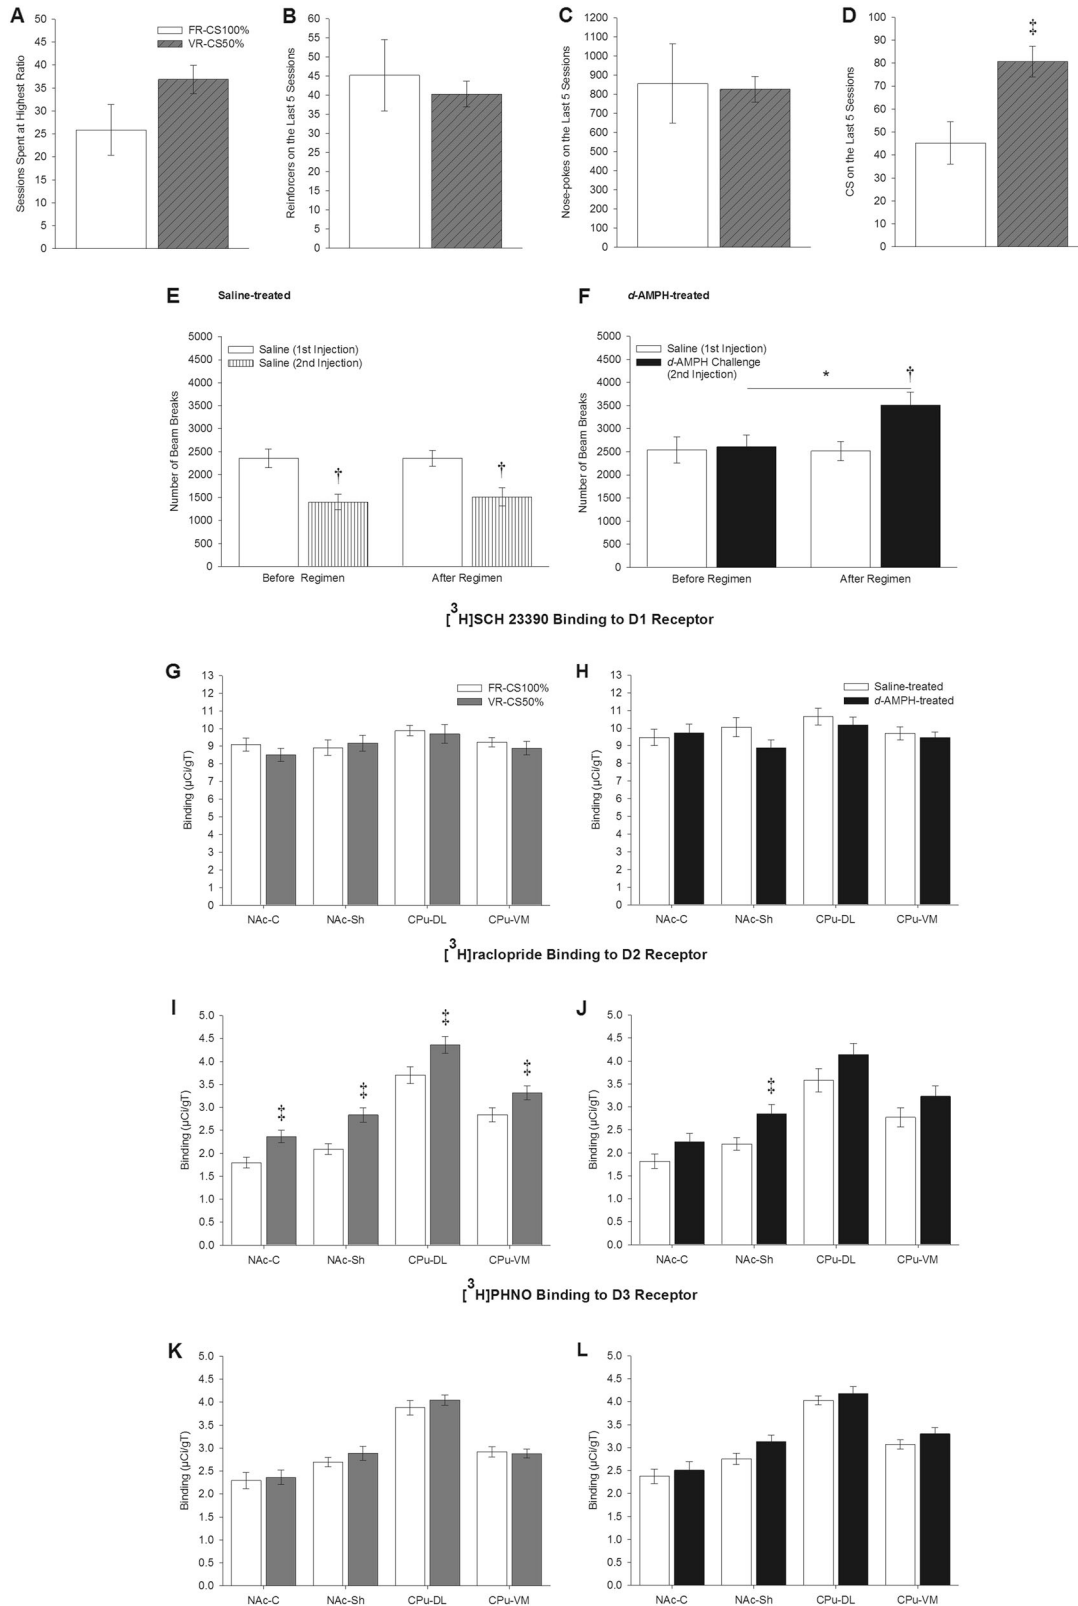 A
Sessions Spent at Highest Ratio
50
45
40
35
30
25
20
15
10
5
0
FR-CS100%
VR-CS50%
B
Reinforcers on the Last 5 Sessions
60
55
50
45
40
35
30
25
20
15
10
5
0
C
Nose-pokes on the Last 5 Sessions
1200
1100
1000
900
800
700
600
500
400
300
200
100
0
D
CS on the Last 5 Sessions
100
90
80
70
60
50
40
30
20
10
0
‡
E
Saline-treated
Number of Beam Breaks
5000
4500
4000
3500
3000
2500
2000
1500
1000
500
0
Saline (1st Injection)
Saline (2nd Injection)
†
†
Before Regimen
After Regimen
F
d-AMPH-treated
Number of Beam Breaks
5000
4500
4000
3500
3000
2500
2000
1500
1000
500
0
Saline (1st Injection)
d-AMPH Challenge
(2nd Injection)
*
†
Before Regimen
After Regimen
[3H]SCH 23390 Binding to D1 Receptor
G
Binding (µCi/gT)
13
12
11
10
9
8
7
6
5
4
3
2
1
0
FR-CS100%
VR-CS50%
NAc-C
NAc-Sh
CPu-DL
CPu-VM
H
Binding (µCi/gT)
13
12
11
10
9
8
7
6
5
4
3
2
1
0
Saline-treated
d-AMPH-treated
NAc-C
NAc-Sh
CPu-DL
CPu-VM
[3H]raclopride Binding to D2 Receptor
I
Binding (µCi/gT)
5.0
4.5
4.0
3.5
3.0
2.5
2.0
1.5
1.0
0.5
0.0
‡
‡
‡
‡
NAc-C
NAc-Sh
CPu-DL
CPu-VM
J
Binding (µCi/gT)
5.0
4.5
4.0
3.5
3.0
2.5
2.0
1.5
1.0
0.5
0.0
‡
NAc-C
NAc-Sh
CPu-DL
CPu-VM
[3H]PHNO Binding to D3 Receptor
K
Binding (µCi/gT)
5.0
4.5
4.0
3.5
3.0
2.5
2.0
1.5
1.0
0.5
0.0
NAc-C
NAc-Sh
CPu-DL
CPu-VM
L
Binding (µCi/gT)
5.0
4.5
4.0
3.5
3.0
2.5
2.0
1.5
1.0
0.5
0.0
NAc-C
NAc-Sh
CPu-DL
CPu-VM